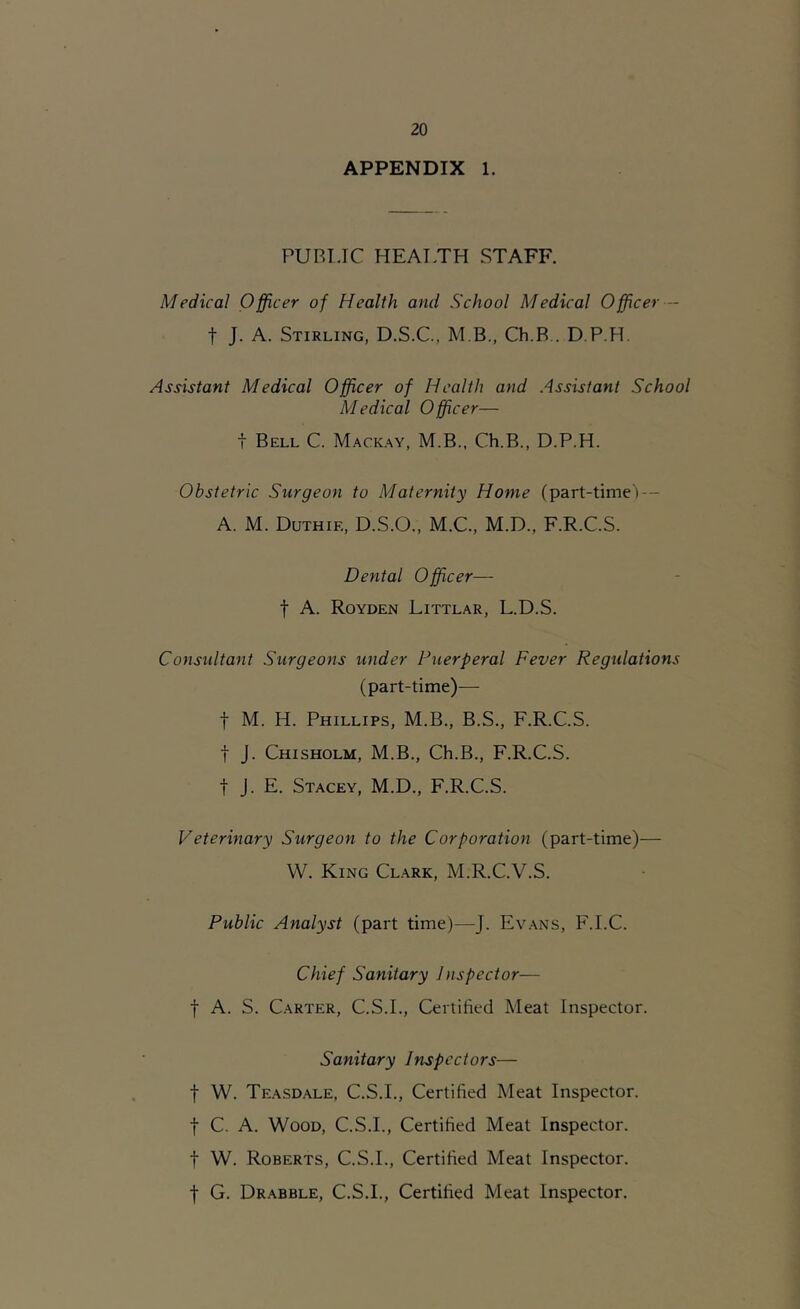 20
APPENDIX 1.
PUBLIC HEALTH STAFF.
Medical Officer of Health and School Medical Officer—
† J. A. STIRLING, D.S.C., M.B., Ch.B., D.P.H.
Assistant Medical Officer of Health and Assistant School
Medical Officer—
† BELL C. MACKAY, M.B., Ch.B., D.P.H.
Obstetric Surgeon to Maternity Home (part-time)—
A. M. DUTHIE, D.S.O., M.C., M.D., F.R.C.S.
Dental Officer—
† A. ROYDEN LITTLAR, L.D.S.
Consultant Surgeons under Puerperal Fever Regulations
(part-time)—
† M. H. PHILLIPS, M.B., B.S., F.R.C.S.
† J. CHISHOLM, M.B., Ch.B., F.R.C.S.
† J. E. STACEY, M.D., F.R.C.S.
Veterinary Surgeon to the Corporation (part-time)—
W. KING CLARK, M.R.C.V.S.
Public Analyst (part time)—J. EVANS, F.I.C.
Chief Sanitary Inspector—
† A. S. CARTER, C.S.I., Certified Meat Inspector.
Sanitary Inspectors—
† W. TEASDALE, C.S.I., Certified Meat Inspector.
† C. A. WOOD, C.S.I., Certified Meat Inspector.
† W. ROBERTS, C.S.I., Certified Meat Inspector.
† G. DRABBLE, C.S.I., Certified Meat Inspector.